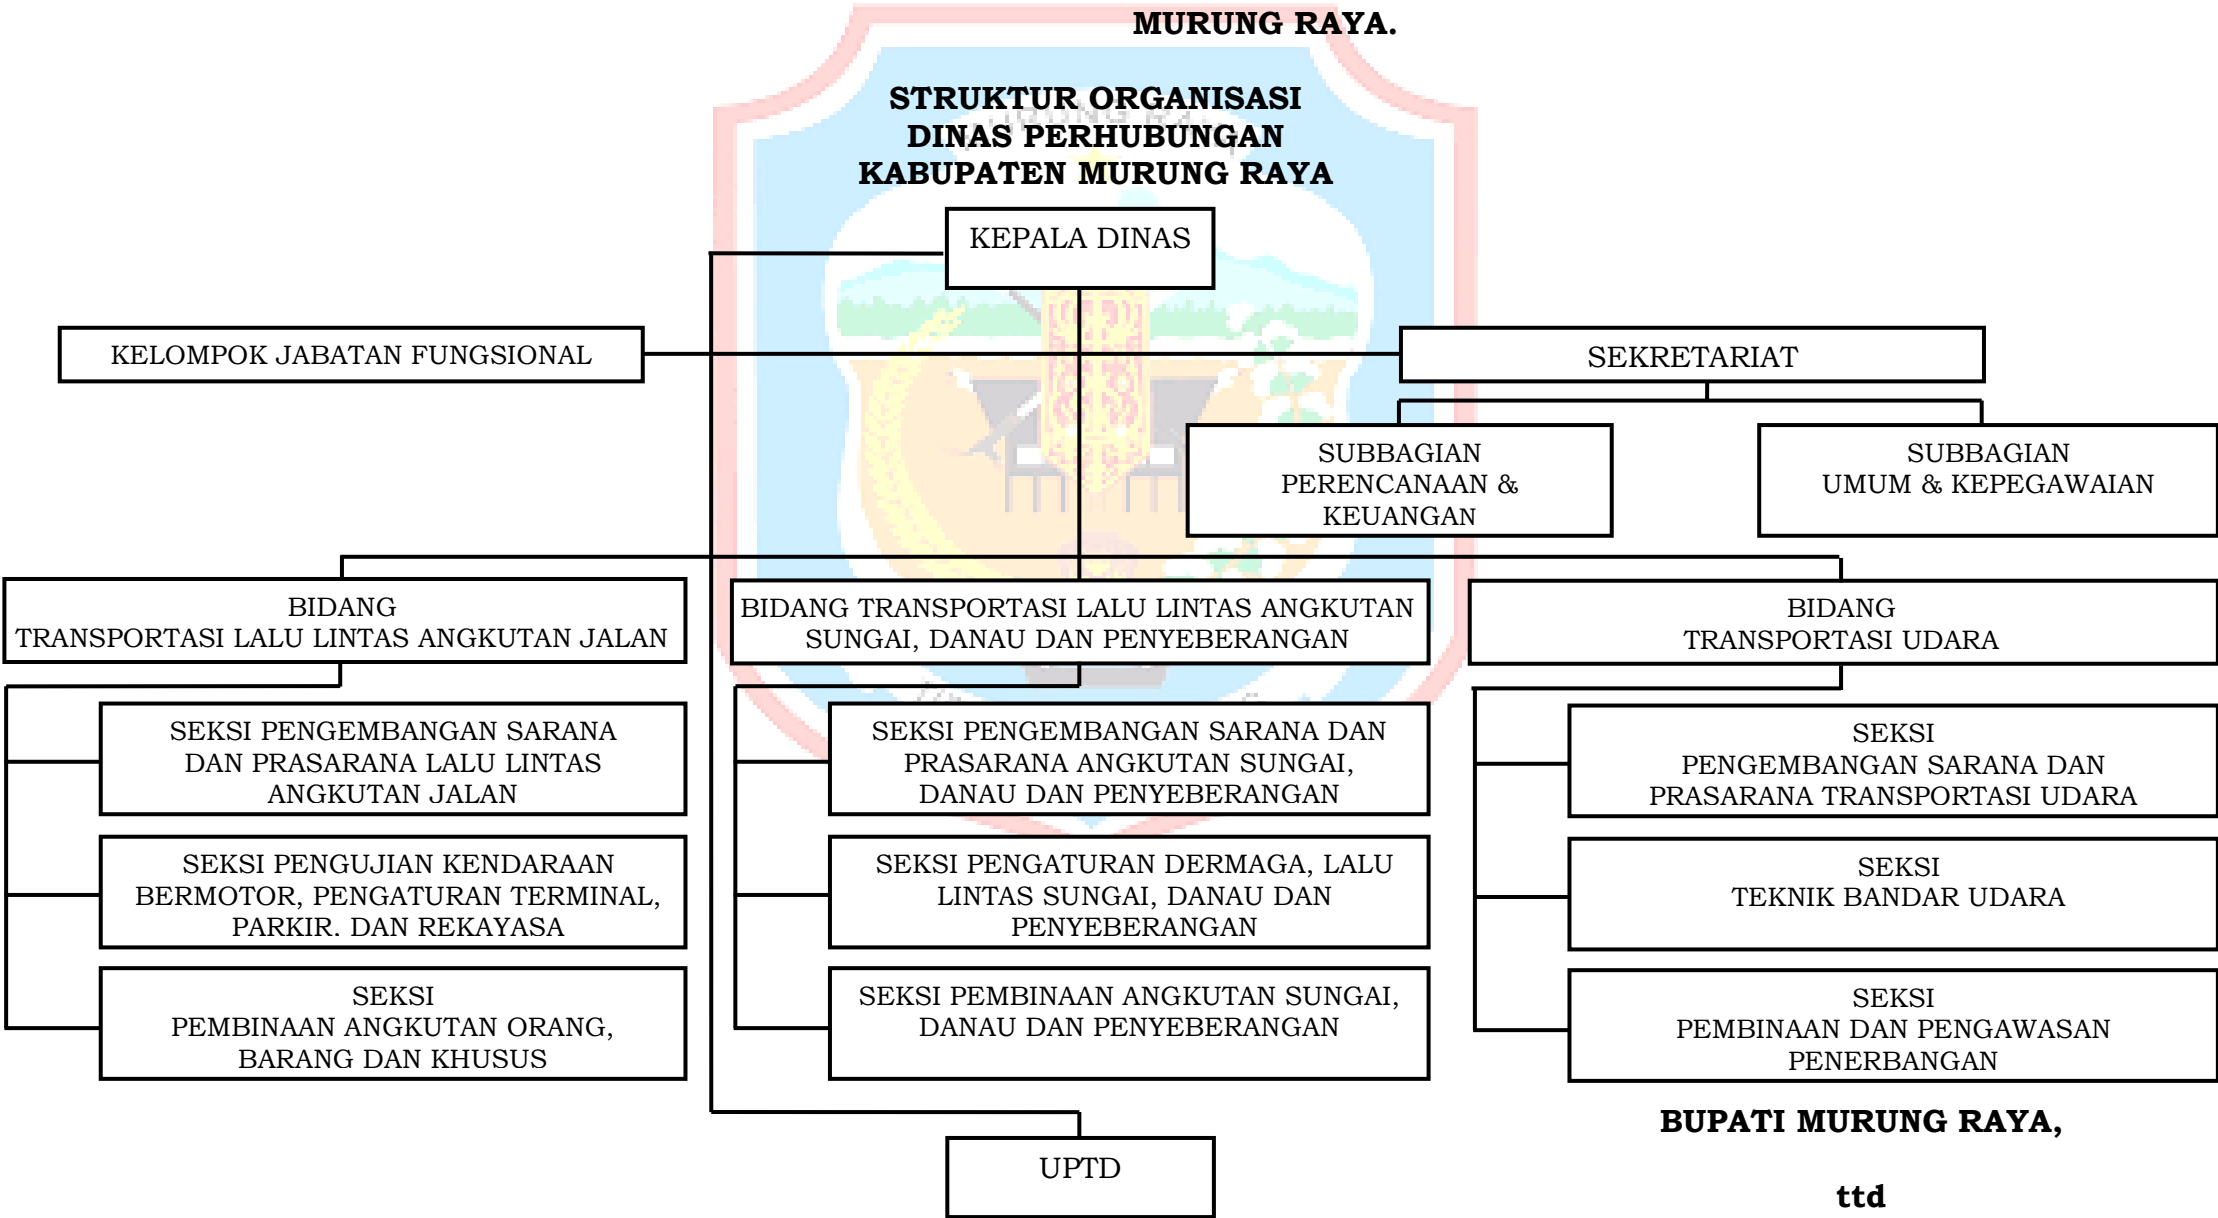 MURUNG RAYA.
STRUKTUR ORGANISASI
DINAS PERHUBUNGAN
KABUPATEN MURUNG RAYA
KEPALA DINAS
KELOMPOK JABATAN FUNGSIONAL
SEKRETARIAT
SUBBAGIAN
PERENCANAAN &
KEUANGAN
SUBBAGIAN
UMUM & KEPEGAWAIAN
BIDANG
TRANSPORTASI LALU LINTAS ANGKUTAN JALAN
BIDANG TRANSPORTASI LALU LINTAS ANGKUTAN
SUNGAI, DANAU DAN PENYEBERANGAN
BIDANG
TRANSPORTASI UDARA
SEKSI PENGEMBANGAN SARANA
DAN PRASARANA LALU LINTAS
ANGKUTAN JALAN
SEKSI PENGEMBANGAN SARANA DAN
PRASARANA ANGKUTAN SUNGAI,
DANAU DAN PENYEBERANGAN
SEKSI
PENGEMBANGAN SARANA DAN
PRASARANA TRANSPORTASI UDARA
SEKSI PENGUJIAN KENDARAAN
BERMOTOR, PENGATURAN TERMINAL,
PARKIR. DAN REKAYASA
SEKSI PENGATURAN DERMAGA, LALU
LINTAS SUNGAI, DANAU DAN
PENYEBERANGAN
SEKSI
TEKNIK BANDAR UDARA
SEKSI
PEMBINAAN ANGKUTAN ORANG,
BARANG DAN KHUSUS
SEKSI PEMBINAAN ANGKUTAN SUNGAI,
DANAU DAN PENYEBERANGAN
SEKSI
PEMBINAAN DAN PENGAWASAN
PENERBANGAN
UPTD
BUPATI MURUNG RAYA,
ttd